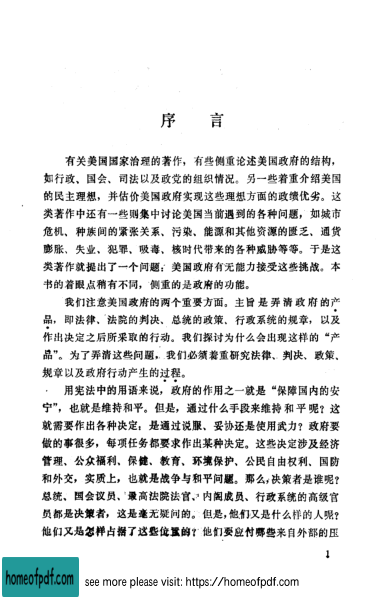 序言
有关美国国家治理的著作，有些侧重论述美国政府的结构，
如行政、国会、司法以及政党的组织情况。另一些着重介绍美国
的民主理想，并估价美国政府实现这些理想方面的政绩优劣。这
类著作中还有一些则集中讨论美国当前遇到的各种问题，如城市
危机、种族间的紧张关系、污染、能源和其他资源的匮乏、通货
膨胀、失业、犯罪、吸毒、核时代带来的各种威胁等等。于是这
类著作就提出了一个问题：美国政府有无能力接受这些挑战。本
书的着眼点稍有不同，侧重的是政府的功能。
我们注意美国政府的两个重要方面。主旨是弄清政府的产
品，即法律、法院的判决、总统的政策、行政系统的规章，以及
作出决定之后所采取的行动。我们探讨为什么会出现这样的“产
品”。为了弄清这些问题，我们必须着重研究法律、判决、政策、
规章以及政府行动产生的过程。
用宪法中的用语来说，政府的作用之一就是“保障国内的安
宁”，也就是维持和平。但是，通过什么手段来维持和平呢？这
就需要作出各种决定：是通过说服、妥协还是使用武力？政府要
做的事很多，每项任务都要求作出某种决定。这些决定涉及经济
管理、公众福利、保健、教育、环境保护、公民自由权利、国防
和外交，实质上，也就是战争与和平问题。那么，决策者是谁呢？
总统、国会议员、最高法院法官、内阁成员、行政系统的高级官
员都是决策者，这是毫无疑问的。但是，他们又是什么样的人呢？
他们又是怎样占据了这些位置的？他们要应付哪些来自外部的压
1
homeofpdf.com
see more please visit: https://homeofpdf.com